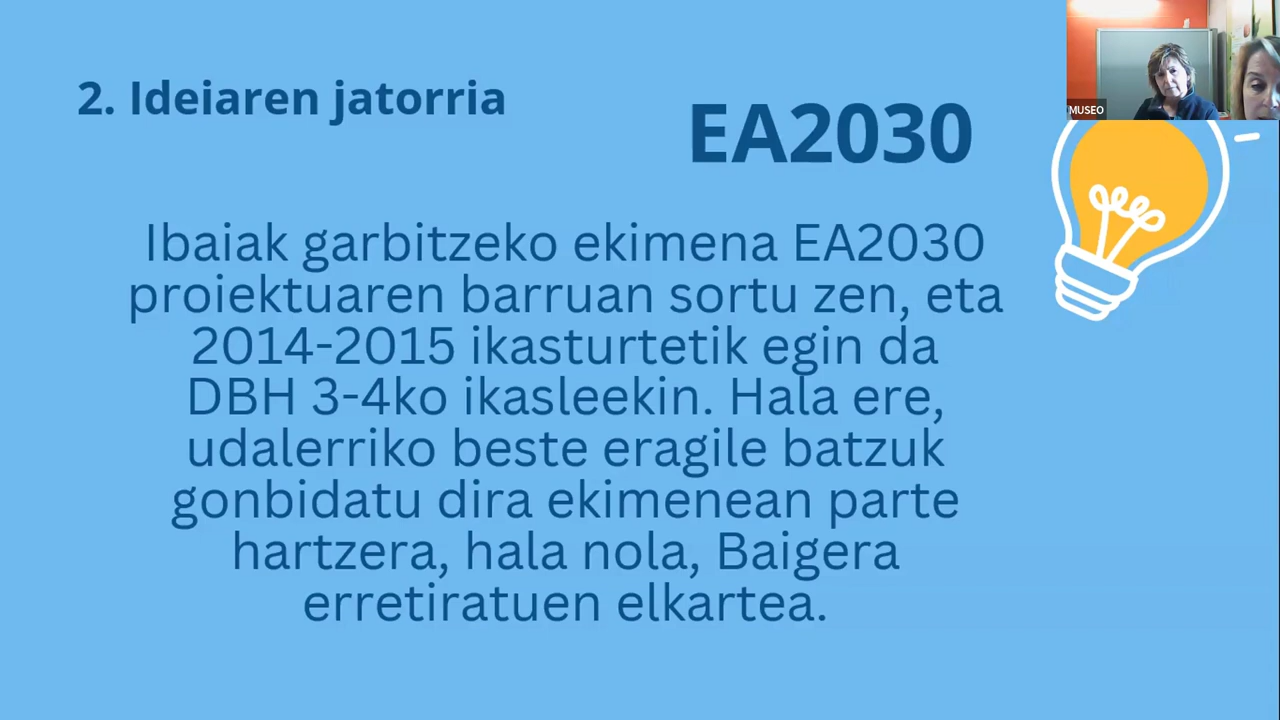 2. Ideiaren jatorria
EA2030
MUSEO
Ibaiak garbitzeko ekimena EA2030
proiektuaren barruan sortu zen, eta
2014-2015 ikasturtetik egin da
DBH 3-4ko ikasleekin. Hala ere,
udalerriko beste eragile batzuk
gonbidatu dira ekimenean parte
hartzera, hala nola, Baigera
erretiratuen elkartea.